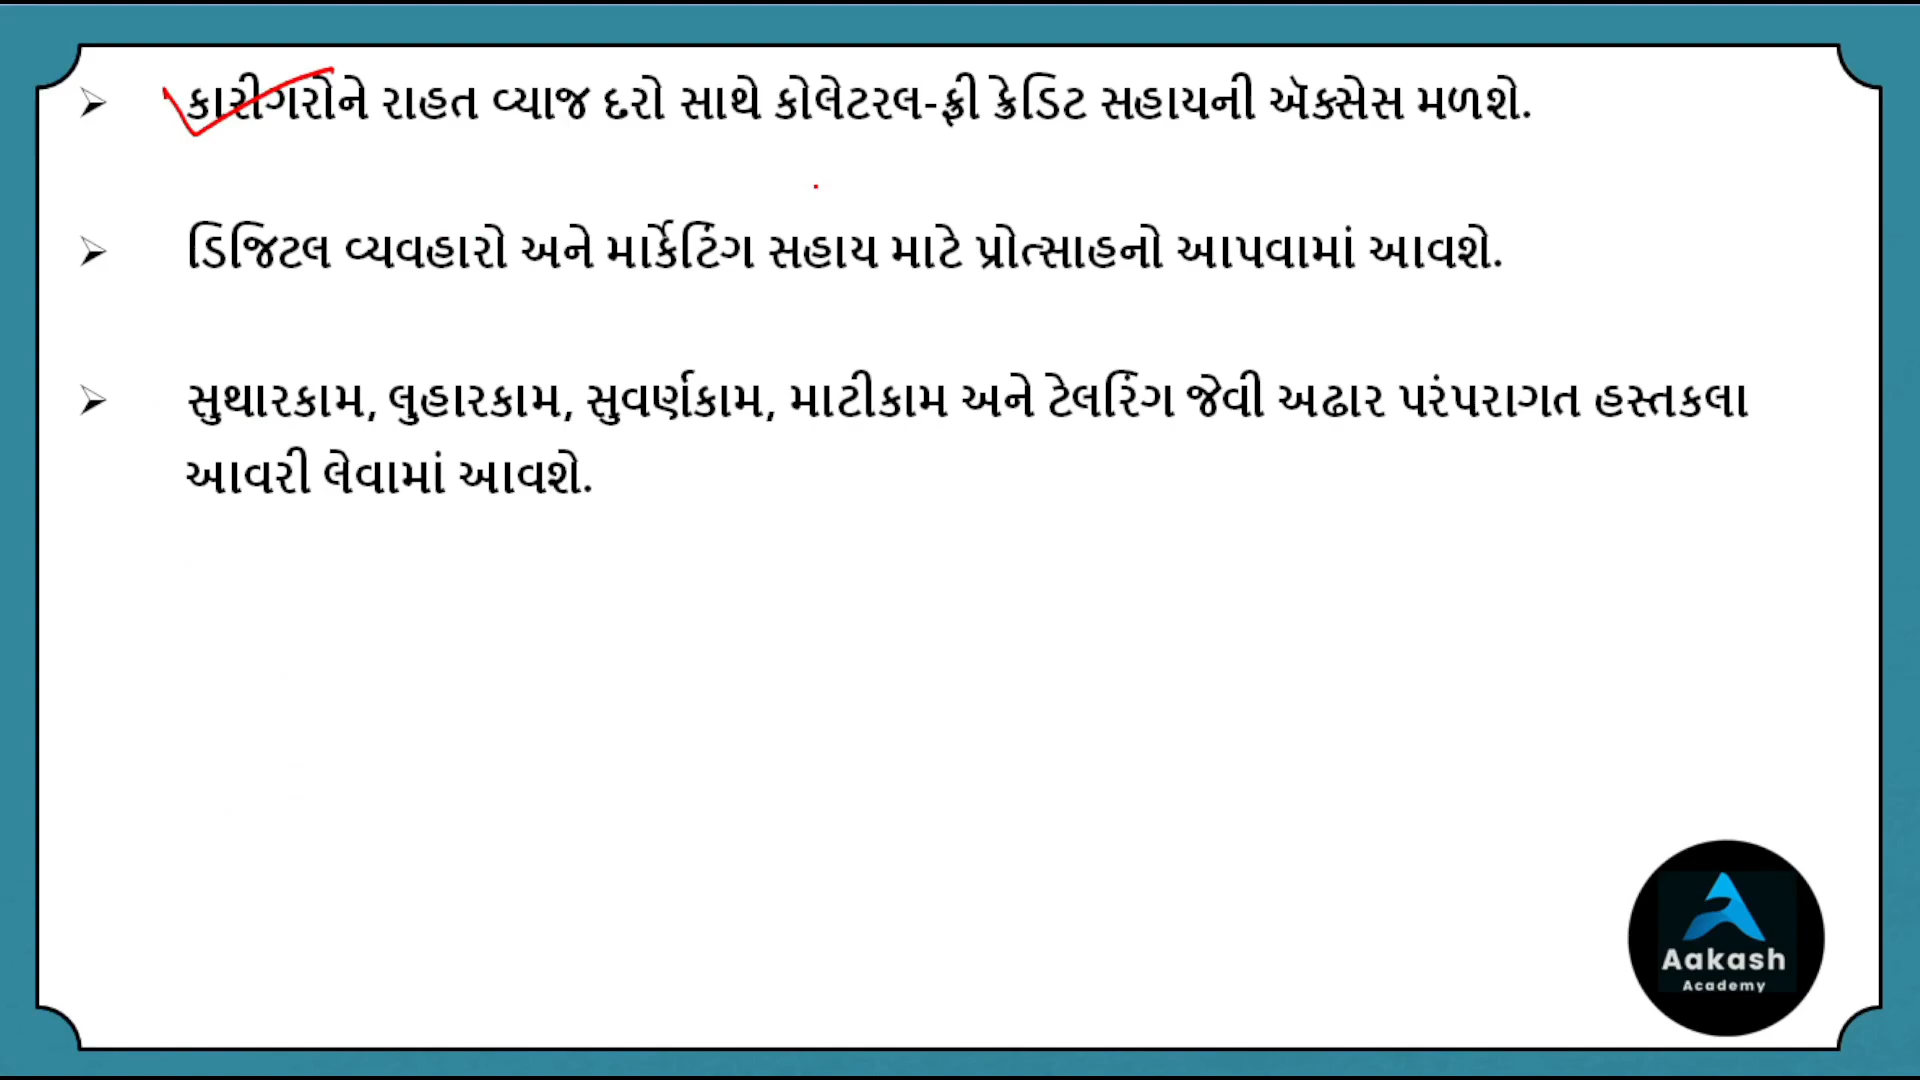 કારીગરોને રાહત વ્યાજ દરો સાથે કોલેટરલ-ફ્રી ક્રેડિટ સહાયની ઍક્સેસ મળશે.
ડિજિટલ વ્યવહારો અને માર્કેટિંગ સહાય માટે પ્રોત્સાહનો આપવામાં આવશે.
સુથારકામ, લુહારકામ, સુવર્ણકામ, માટીકામ અને ટેલરિંગ જેવી અઢાર પરંપરાગત હસ્તકલા
આવરી લેવામાં આવશે.
Aakash
Academy